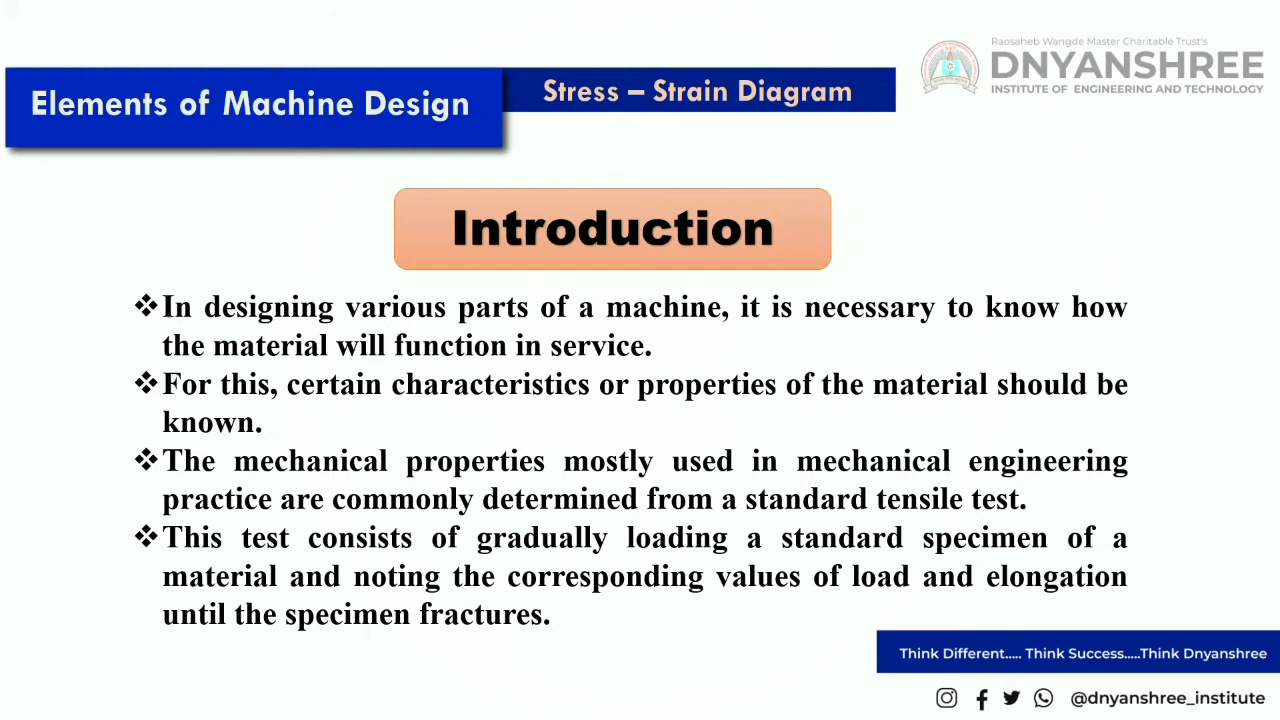 Raosaheb Wangde Master Charitable Trust's
DNYANSHREE
INSTITUTE OF ENGINEERING AND TECHNOLOGY
Elements of Machine Design
Stress – Strain Diagram
Introduction
❖In designing various parts of a machine, it is necessary to know how
the material will function in service.
❖For this, certain characteristics or properties of the material should be
known.
❖The mechanical properties mostly used in mechanical engineering
practice are commonly determined from a standard tensile test.
❖This test consists of gradually loading a standard specimen of a
material and noting the corresponding values of load and elongation
until the specimen fractures.
Think Different..... Think Success.....Think Dnyanshree
@dnyanshree_institute